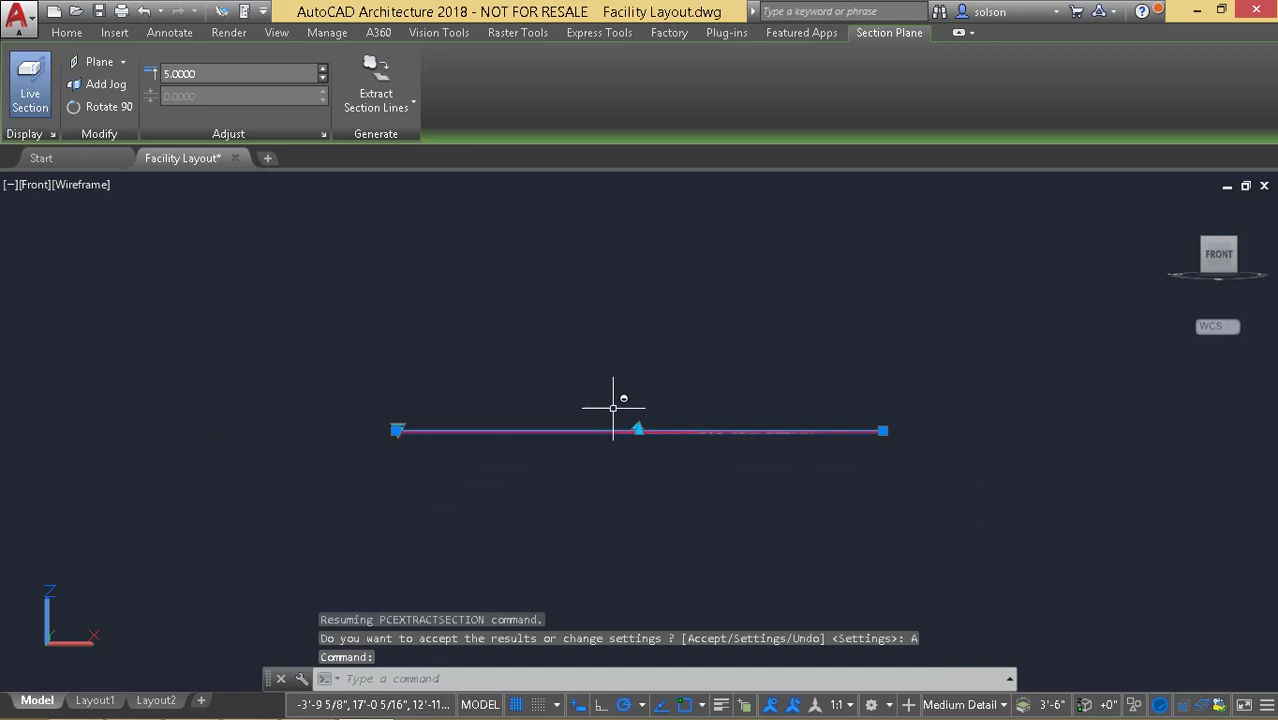 AutoCAD Architecture 2018 - NOT FOR RESALE Facility Layout.dwg
Type a keyword or phrase
solson
Home Insert Annotate Render View Manage A360 Vision Tools Raster Tools Express Tools Factory Plug-ins Featured Apps Section Plane
Live Section
Plane
Add Jog
Rotate 90
5.0000
0.0000
Extract Section Lines
Display Modify Adjust Generate
Start Facility Layout*
[−][Front][Wireframe]
FRONT
WCS
Z
X
Y
Resuming PCEXTRACTSECTION command.
Do you want to accept the results or change settings ? [Accept/Settings/Undo] <Settings>: A
Command:
Type a command
Model Layout1 Layout2
-3'-9 5/8", 17'-0 5/16", 12'-11... MODEL 1:1 Medium Detail 3'-6" +0"